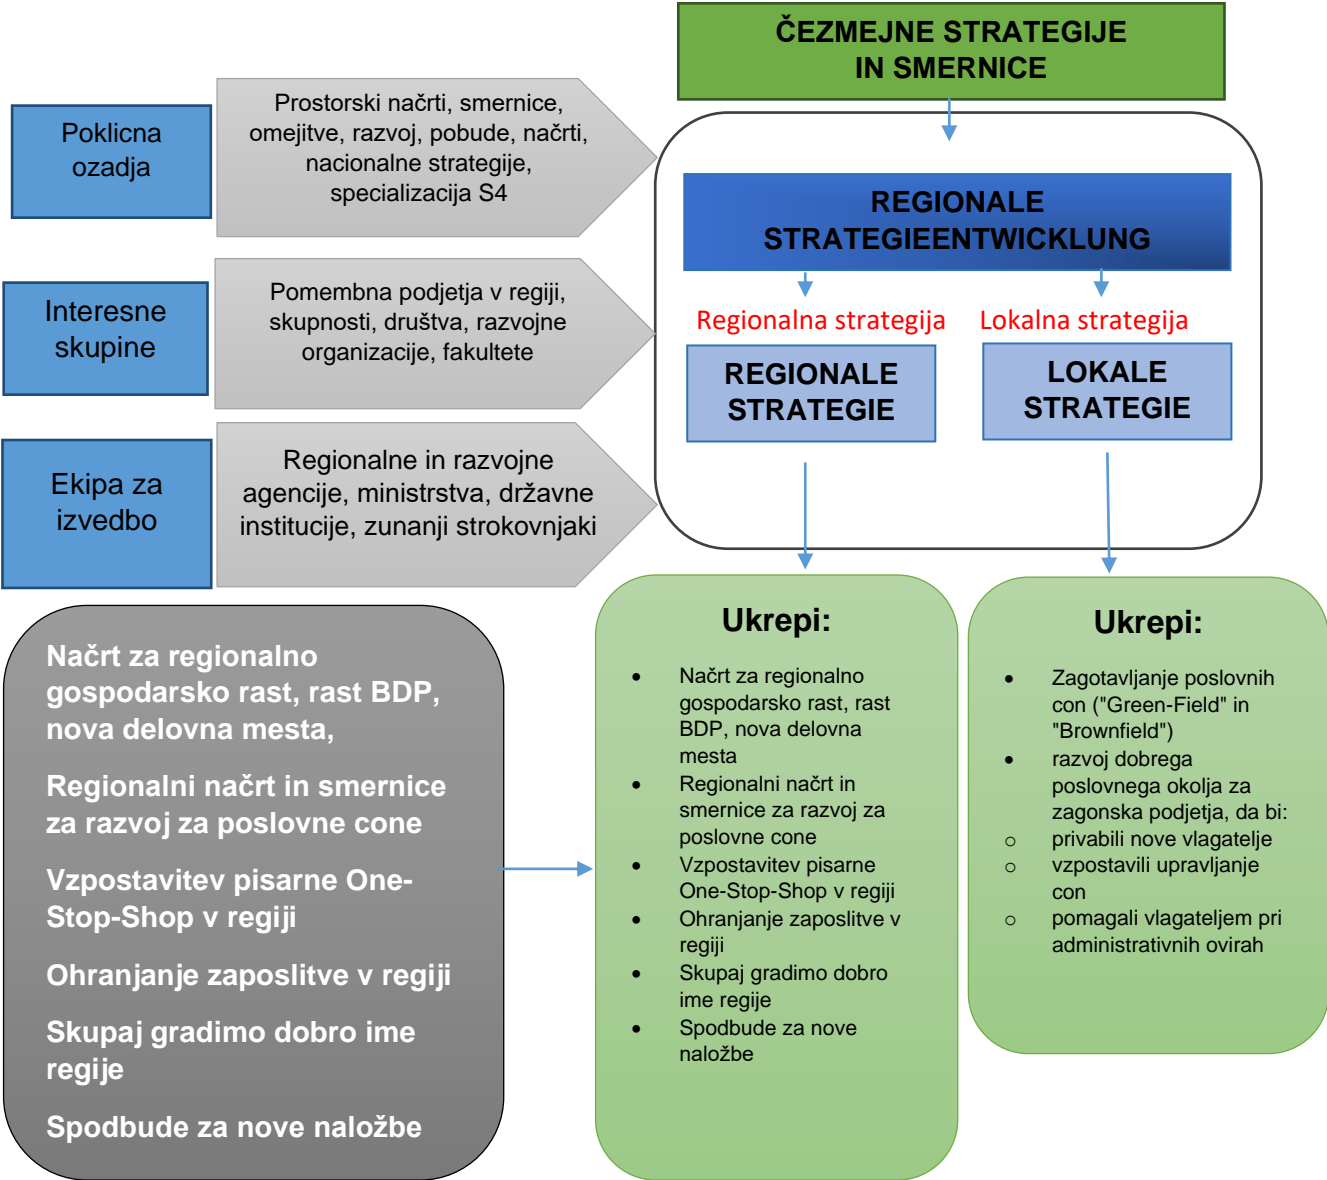 ČEZMEJNE STRATEGIJE
IN SMERNICE
Poklicna
ozadja
Prostorski načrti, smernice,
omejitve, razvoj, pobude, načrti,
nacionalne strategije,
specializacija S4
REGIONALE
STRATEGIEENTWICKLUNG
Interesne
skupine
Pomembna podjetja v regiji,
skupnosti, društva, razvojne
organizacije, fakultete
Regionalna strategija
Lokalna strategija
REGIONALE
STRATEGIE
LOKALE
STRATEGIE
Ekipa za
izvedbo
Regionalne in razvojne
agencije, ministrstva, državne
institucije, zunanji strokovnjaki
Načrt za regionalno
gospodarsko rast, rast BDP,
nova delovna mesta,
Regionalni načrt in smernice
za razvoj za poslovne cone
Vzpostavitev pisarne One-
Stop-Shop v regiji
Ohranjanje zaposlitve v regiji
Skupaj gradimo dobro ime
regije
Spodbude za nove naložbe
Ukrepi:
• Načrt za regionalno
gospodarsko rast, rast
BDP, nova delovna
mesta
• Regionalni načrt in
smernice za razvoj za
poslovne cone
• Vzpostavitev pisarne
One-Stop-Shop v regiji
• Ohranjanje zaposlitve v
regiji
• Skupaj gradimo dobro
ime regije
• Spodbude za nove
naložbe
Ukrepi:
• Zagotavljanje poslovnih
con ("Green-Field" in
"Brownfield")
• razvoj dobrega
poslovnega okolja za
zagonska podjetja, da bi:
o privabili nove vlagatelje
o vzpostavili upravljanje
con
o pomagali vlagateljem pri
administrativnih ovirah